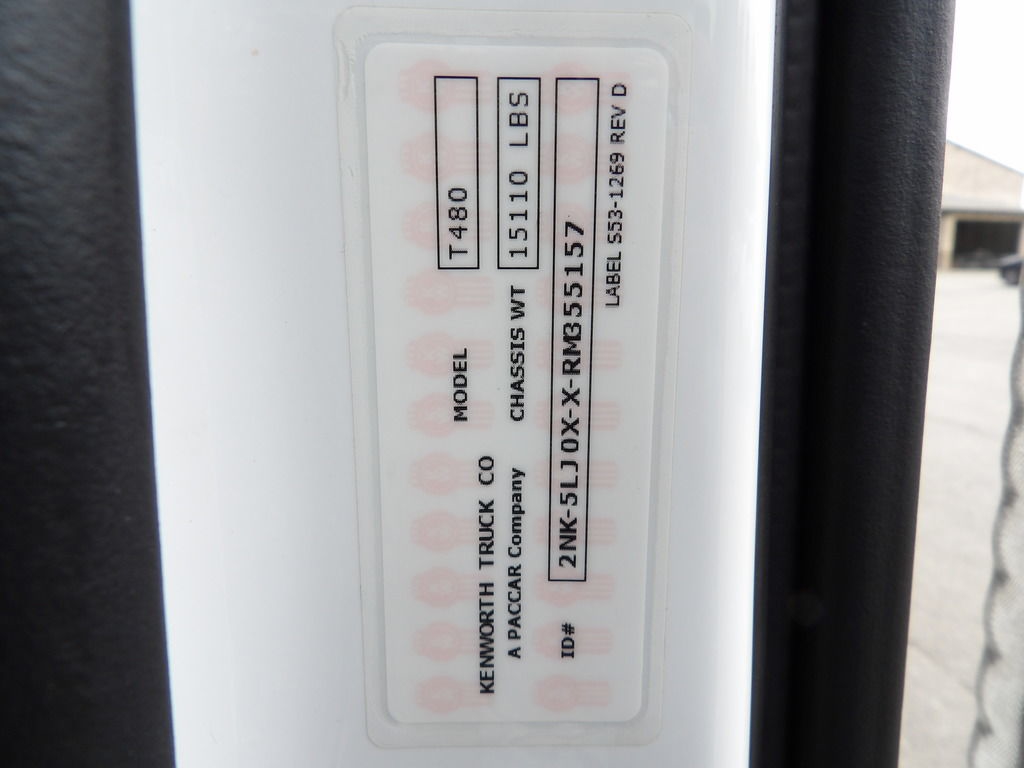 KENWORTH TRUCK CO MODEL T480
A PACCAR Company CHASSIS WT 15110 LBS
ID# 2NK-5LJ0X-X-RM355157
LABEL S53-1269 REV D